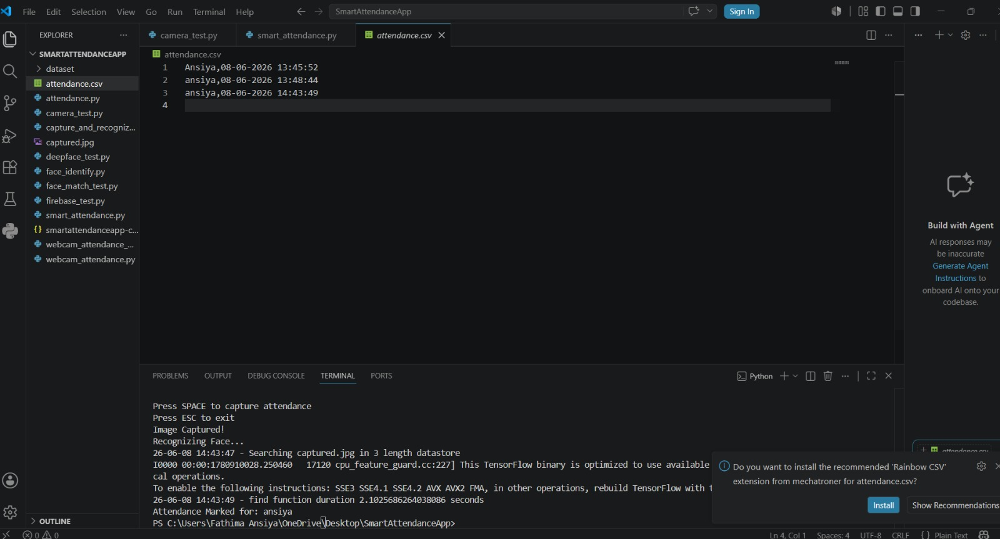 File Edit Selection View Go Run Terminal Help
SmartAttendanceApp
Sign In
EXPLORER
SMARTATTENDANCEAPP
dataset
attendance.csv
attendance.py
camera_test.py
capture_and_recogniz...
captured.jpg
deepface_test.py
face_identify.py
face_match_test.py
firebase_test.py
smart_attendance.py
{} smartattendanceapp-c...
webcam_attendance_...
webcam_attendance.py
OUTLINE
camera_test.py smart_attendance.py attendance.csv
attendance.csv
1 Ansiya,08-06-2026 13:45:52
2 ansiya,08-06-2026 13:48:44
3 ansiya,08-06-2026 14:43:49
4
PROBLEMS OUTPUT DEBUG CONSOLE TERMINAL PORTS
Python
Press SPACE to capture attendance
Press ESC to exit
Image Captured!
Recognizing Face...
26-06-08 14:43:47 - Searching captured.jpg in 3 length datastore
I0000 00:00:1780910028.250460 17120 cpu_feature_guard.cc:227] This TensorFlow binary is optimized to use available
cal operations.
To enable the following instructions: SSE3 SSE4.1 SSE4.2 AVX AVX2 FMA, in other operations, rebuild TensorFlow with
26-06-08 14:43:49 - find function duration 2.1025686264038086 seconds
Attendance Marked for: ansiya
PS C:\Users\Fathima Ansiya\OneDrive\Desktop\SmartAttendanceApp>
Build with Agent
AI responses may
be inaccurate
Generate Agent
Instructions to
onboard AI onto your
codebase.
attendance.csv
Do you want to install the recommended 'Rainbow CSV'
extension from mechatroner for attendance.csv?
Install
Show Recommendations
0 0
Ln 4, Col 1 Spaces: 4 UTF-8 CRLF {} Plain Text